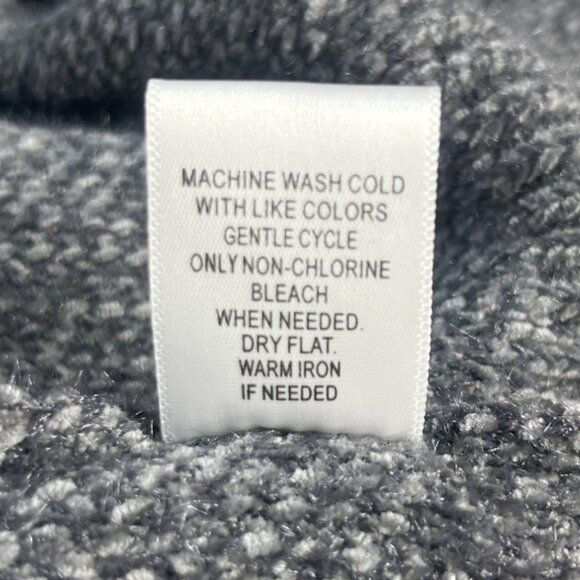 MACHINE WASH COLD
WITH LIKE COLORS
GENTLE CYCLE
ONLY NON-CHLORINE
BLEACH
WHEN NEEDED.
DRY FLAT.
WARM IRON
IF NEEDED